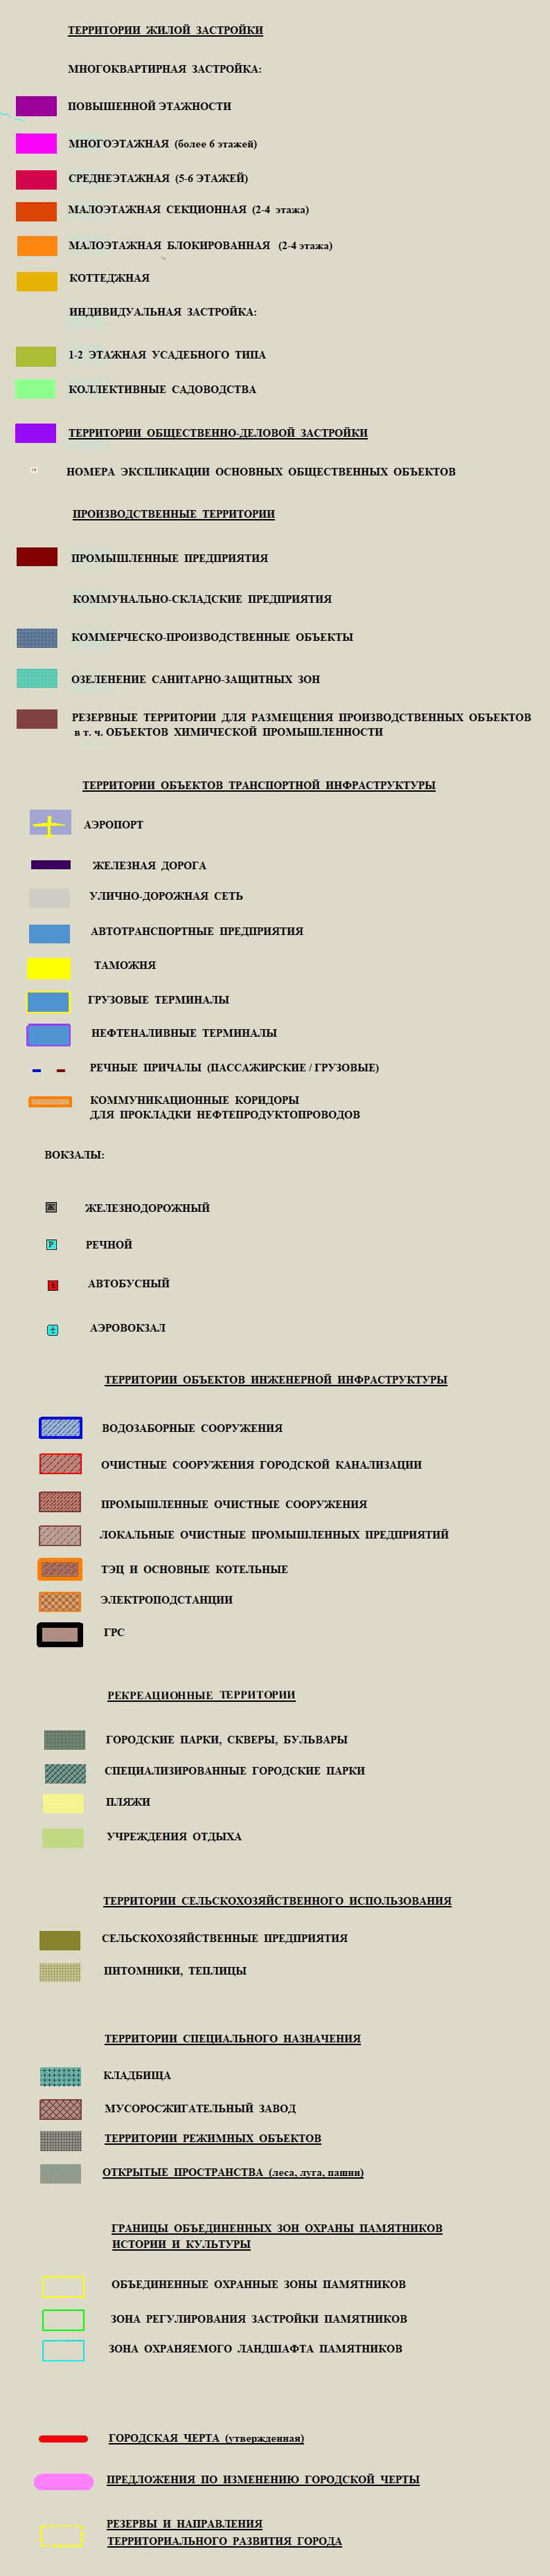 ТЕРРИТОРИИ ЖИЛОЙ ЗАСТРОЙКИ
МНОГОКВАРТИРНАЯ ЗАСТРОЙКА:
ПОВЫШЕННОЙ ЭТАЖНОСТИ
МНОГОЭТАЖНАЯ (более 6 этажей)
СРЕДНЕЭТАЖНАЯ (5-6 ЭТАЖЕЙ)
МАЛОЭТАЖНАЯ СЕКЦИОННАЯ (2-4 этажа)
МАЛОЭТАЖНАЯ БЛОКИРОВАННАЯ (2-4 этажа)
КОТТЕДЖНАЯ
ИНДИВИДУАЛЬНАЯ ЗАСТРОЙКА:
1-2 ЭТАЖНАЯ УСАДЕБНОГО ТИПА
КОЛЛЕКТИВНЫЕ САДОВОДСТВА
ТЕРРИТОРИИ ОБЩЕСТВЕННО-ДЕЛОВОЙ ЗАСТРОЙКИ
НОМЕРА ЭКСПЛИКАЦИИ ОСНОВНЫХ ОБЩЕСТВЕННЫХ ОБЪЕКТОВ
ПРОИЗВОДСТВЕННЫЕ ТЕРРИТОРИИ
ПРОМЫШЛЕННЫЕ ПРЕДПРИЯТИЯ
КОММУНАЛЬНО-СКЛАДСКИЕ ПРЕДПРИЯТИЯ
КОММЕРЧЕСКО-ПРОИЗВОДСТВЕННЫЕ ОБЪЕКТЫ
ОЗЕЛЕНЕНИЕ САНИТАРНО-ЗАЩИТНЫХ ЗОН
РЕЗЕРВНЫЕ ТЕРРИТОРИИ ДЛЯ РАЗМЕЩЕНИЯ ПРОИЗВОДСТВЕННЫХ ОБЪЕКТОВ
в т. ч. ОБЪЕКТОВ ХИМИЧЕСКОЙ ПРОМЫШЛЕННОСТИ
ТЕРРИТОРИИ ОБЪЕКТОВ ТРАНСПОРТНОЙ ИНФРАСТРУКТУРЫ
АЭРОПОРТ
ЖЕЛЕЗНАЯ ДОРОГА
УЛИЧНО-ДОРОЖНАЯ СЕТЬ
АВТОТРАНСПОРТНЫЕ ПРЕДПРИЯТИЯ
ТАМОЖНЯ
ГРУЗОВЫЕ ТЕРМИНАЛЫ
НЕФТЕНАЛИВНЫЕ ТЕРМИНАЛЫ
РЕЧНЫЕ ПРИЧАЛЫ (ПАССАЖИРСКИЕ / ГРУЗОВЫЕ)
КОММУНИКАЦИОННЫЕ КОРИДОРЫ
ДЛЯ ПРОКЛАДКИ НЕФТЕПРОДУКТОПРОВОДОВ
ВОКЗАЛЫ:
Ж ЖЕЛЕЗНОДОРОЖНЫЙ
Р РЕЧНОЙ
А АВТОБУСНЫЙ
АЭРОВОКЗАЛ
ТЕРРИТОРИИ ОБЪЕКТОВ ИНЖЕНЕРНОЙ ИНФРАСТРУКТУРЫ
ВОДОЗАБОРНЫЕ СООРУЖЕНИЯ
ОЧИСТНЫЕ СООРУЖЕНИЯ ГОРОДСКОЙ КАНАЛИЗАЦИИ
ПРОМЫШЛЕННЫЕ ОЧИСТНЫЕ СООРУЖЕНИЯ
ЛОКАЛЬНЫЕ ОЧИСТНЫЕ ПРОМЫШЛЕННЫХ ПРЕДПРИЯТИЙ
ТЭЦ И ОСНОВНЫЕ КОТЕЛЬНЫЕ
ЭЛЕКТРОПОДСТАНЦИИ
ГРС
РЕКРЕАЦИОННЫЕ ТЕРРИТОРИИ
ГОРОДСКИЕ ПАРКИ, СКВЕРЫ, БУЛЬВАРЫ
СПЕЦИАЛИЗИРОВАННЫЕ ГОРОДСКИЕ ПАРКИ
ПЛЯЖИ
УЧРЕЖДЕНИЯ ОТДЫХА
ТЕРРИТОРИИ СЕЛЬСКОХОЗЯЙСТВЕННОГО ИСПОЛЬЗОВАНИЯ
СЕЛЬСКОХОЗЯЙСТВЕННЫЕ ПРЕДПРИЯТИЯ
ПИТОМНИКИ, ТЕПЛИЦЫ
ТЕРРИТОРИИ СПЕЦИАЛЬНОГО НАЗНАЧЕНИЯ
КЛАДБИЩА
МУСОРОСЖИГАТЕЛЬНЫЙ ЗАВОД
ТЕРРИТОРИИ РЕЖИМНЫХ ОБЪЕКТОВ
ОТКРЫТЫЕ ПРОСТРАНСТВА (леса, луга, пашни)
ГРАНИЦЫ ОБЪЕДИНЕННЫХ ЗОН ОХРАНЫ ПАМЯТНИКОВ
ИСТОРИИ И КУЛЬТУРЫ
ОБЪЕДИНЕННЫЕ ОХРАННЫЕ ЗОНЫ ПАМЯТНИКОВ
ЗОНА РЕГУЛИРОВАНИЯ ЗАСТРОЙКИ ПАМЯТНИКОВ
ЗОНА ОХРАНЯЕМОГО ЛАНДШАФТА ПАМЯТНИКОВ
ГОРОДСКАЯ ЧЕРТА (утвержденная)
ПРЕДЛОЖЕНИЯ ПО ИЗМЕНЕНИЮ ГОРОДСКОЙ ЧЕРТЫ
РЕЗЕРВЫ И НАПРАВЛЕНИЯ
ТЕРРИТОРИАЛЬНОГО РАЗВИТИЯ ГОРОДА